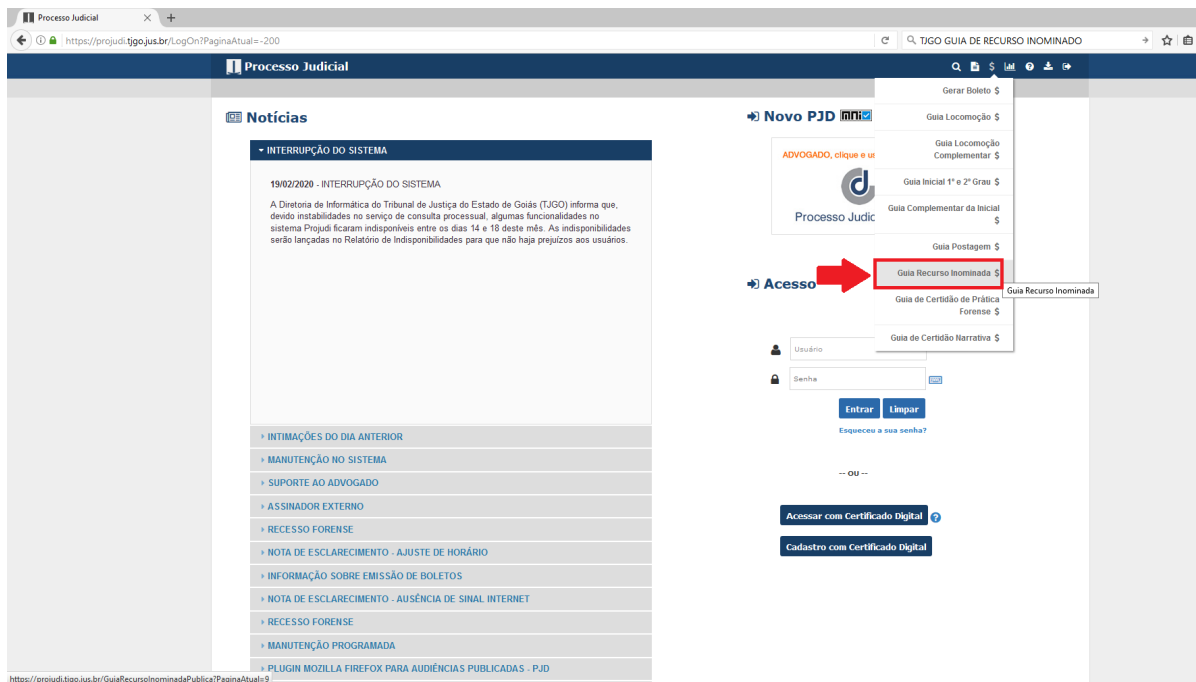 Processo Judicial
https://projudi.tjgo.jus.br/LogOn?PaginaAtual=-200
TJGO GUIA DE RECURSO INOMINADO
Processo Judicial
Notícias
INTERRUPÇÃO DO SISTEMA
19/02/2020 - INTERRUPÇÃO DO SISTEMA
A Diretoria de Informática do Tribunal de Justiça do Estado de Goiás (TJGO) informa que,
devido instabilidades no serviço de consulta processual, algumas funcionalidades no
sistema Projudi ficaram indisponíveis entre os dias 14 e 18 deste mês. As indisponibilidades
serão lançadas no Relatório de Indisponibilidades para que não haja prejuízos aos usuários.
INTIMAÇÕES DO DIA ANTERIOR
MANUTENÇÃO NO SISTEMA
SUPORTE AO ADVOGADO
ASSINADOR EXTERNO
RECESSO FORENSE
NOTA DE ESCLARECIMENTO - AJUSTE DE HORÁRIO
INFORMAÇÃO SOBRE EMISSÃO DE BOLETOS
NOTA DE ESCLARECIMENTO - AUSÊNCIA DE SINAL INTERNET
RECESSO FORENSE
MANUTENÇÃO PROGRAMADA
PLUGIN MOZILLA FIREFOX PARA AUDIÊNCIAS PUBLICADAS - PJD
Novo PJD mni
ADVOGADO, clique e u
Processo Judic
Gerar Boleto $
Guia Locomoção $
Guia Locomoção
Complementar $
Guia Inicial 1º e 2º Grau $
Guia Complementar da Inicial
$
Guia Postagem $
Guia Recurso Inominada $
Guia Recurso Inominada
Guia de Certidão de Prática
Forense $
Guia de Certidão Narrativa $
Acesso
Usuário
Senha
Entrar Limpar
Esqueceu a sua senha?
-- ou --
Acessar com Certificado Digital
Cadastro com Certificado Digital
https://projudi.tjgo.jus.br/GuiaRecursoInominadaPublica?PaginaAtual=9